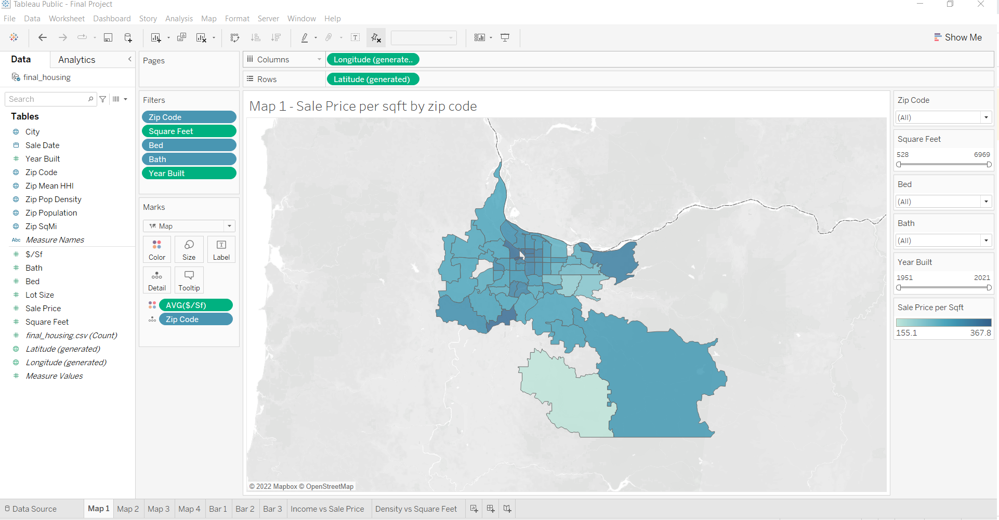 Tableau Public - Final Project
File Data Worksheet Dashboard Story Analysis Map Format Server Window Help
Show Me
Data Analytics
final_housing
Search
Tables
City
Sale Date
Year Built
Zip Code
Zip Mean HHI
Zip Pop Density
Zip Population
Zip SqMi
Abc Measure Names
$/Sf
Bath
Bed
Lot Size
Sale Price
Square Feet
final_housing.csv (Count)
Latitude (generated)
Longitude (generated)
Measure Values
Pages
Filters
Zip Code
Square Feet
Bed
Bath
Year Built
Marks
Map
Color Size Label
Detail Tooltip
AVG($/Sf)
Zip Code
Columns Longitude (generate..
Rows Latitude (generated)
Map 1 - Sale Price per sqft by zip code
© 2022 Mapbox © OpenStreetMap
Zip Code
(All)
Square Feet
528 6969
Bed
(All)
Bath
(All)
Year Built
1951 2021
Sale Price per Sqft
155.1 367.8
Data Source Map 1 Map 2 Map 3 Map 4 Bar 1 Bar 2 Bar 3 Income vs Sale Price Density vs Square Feet